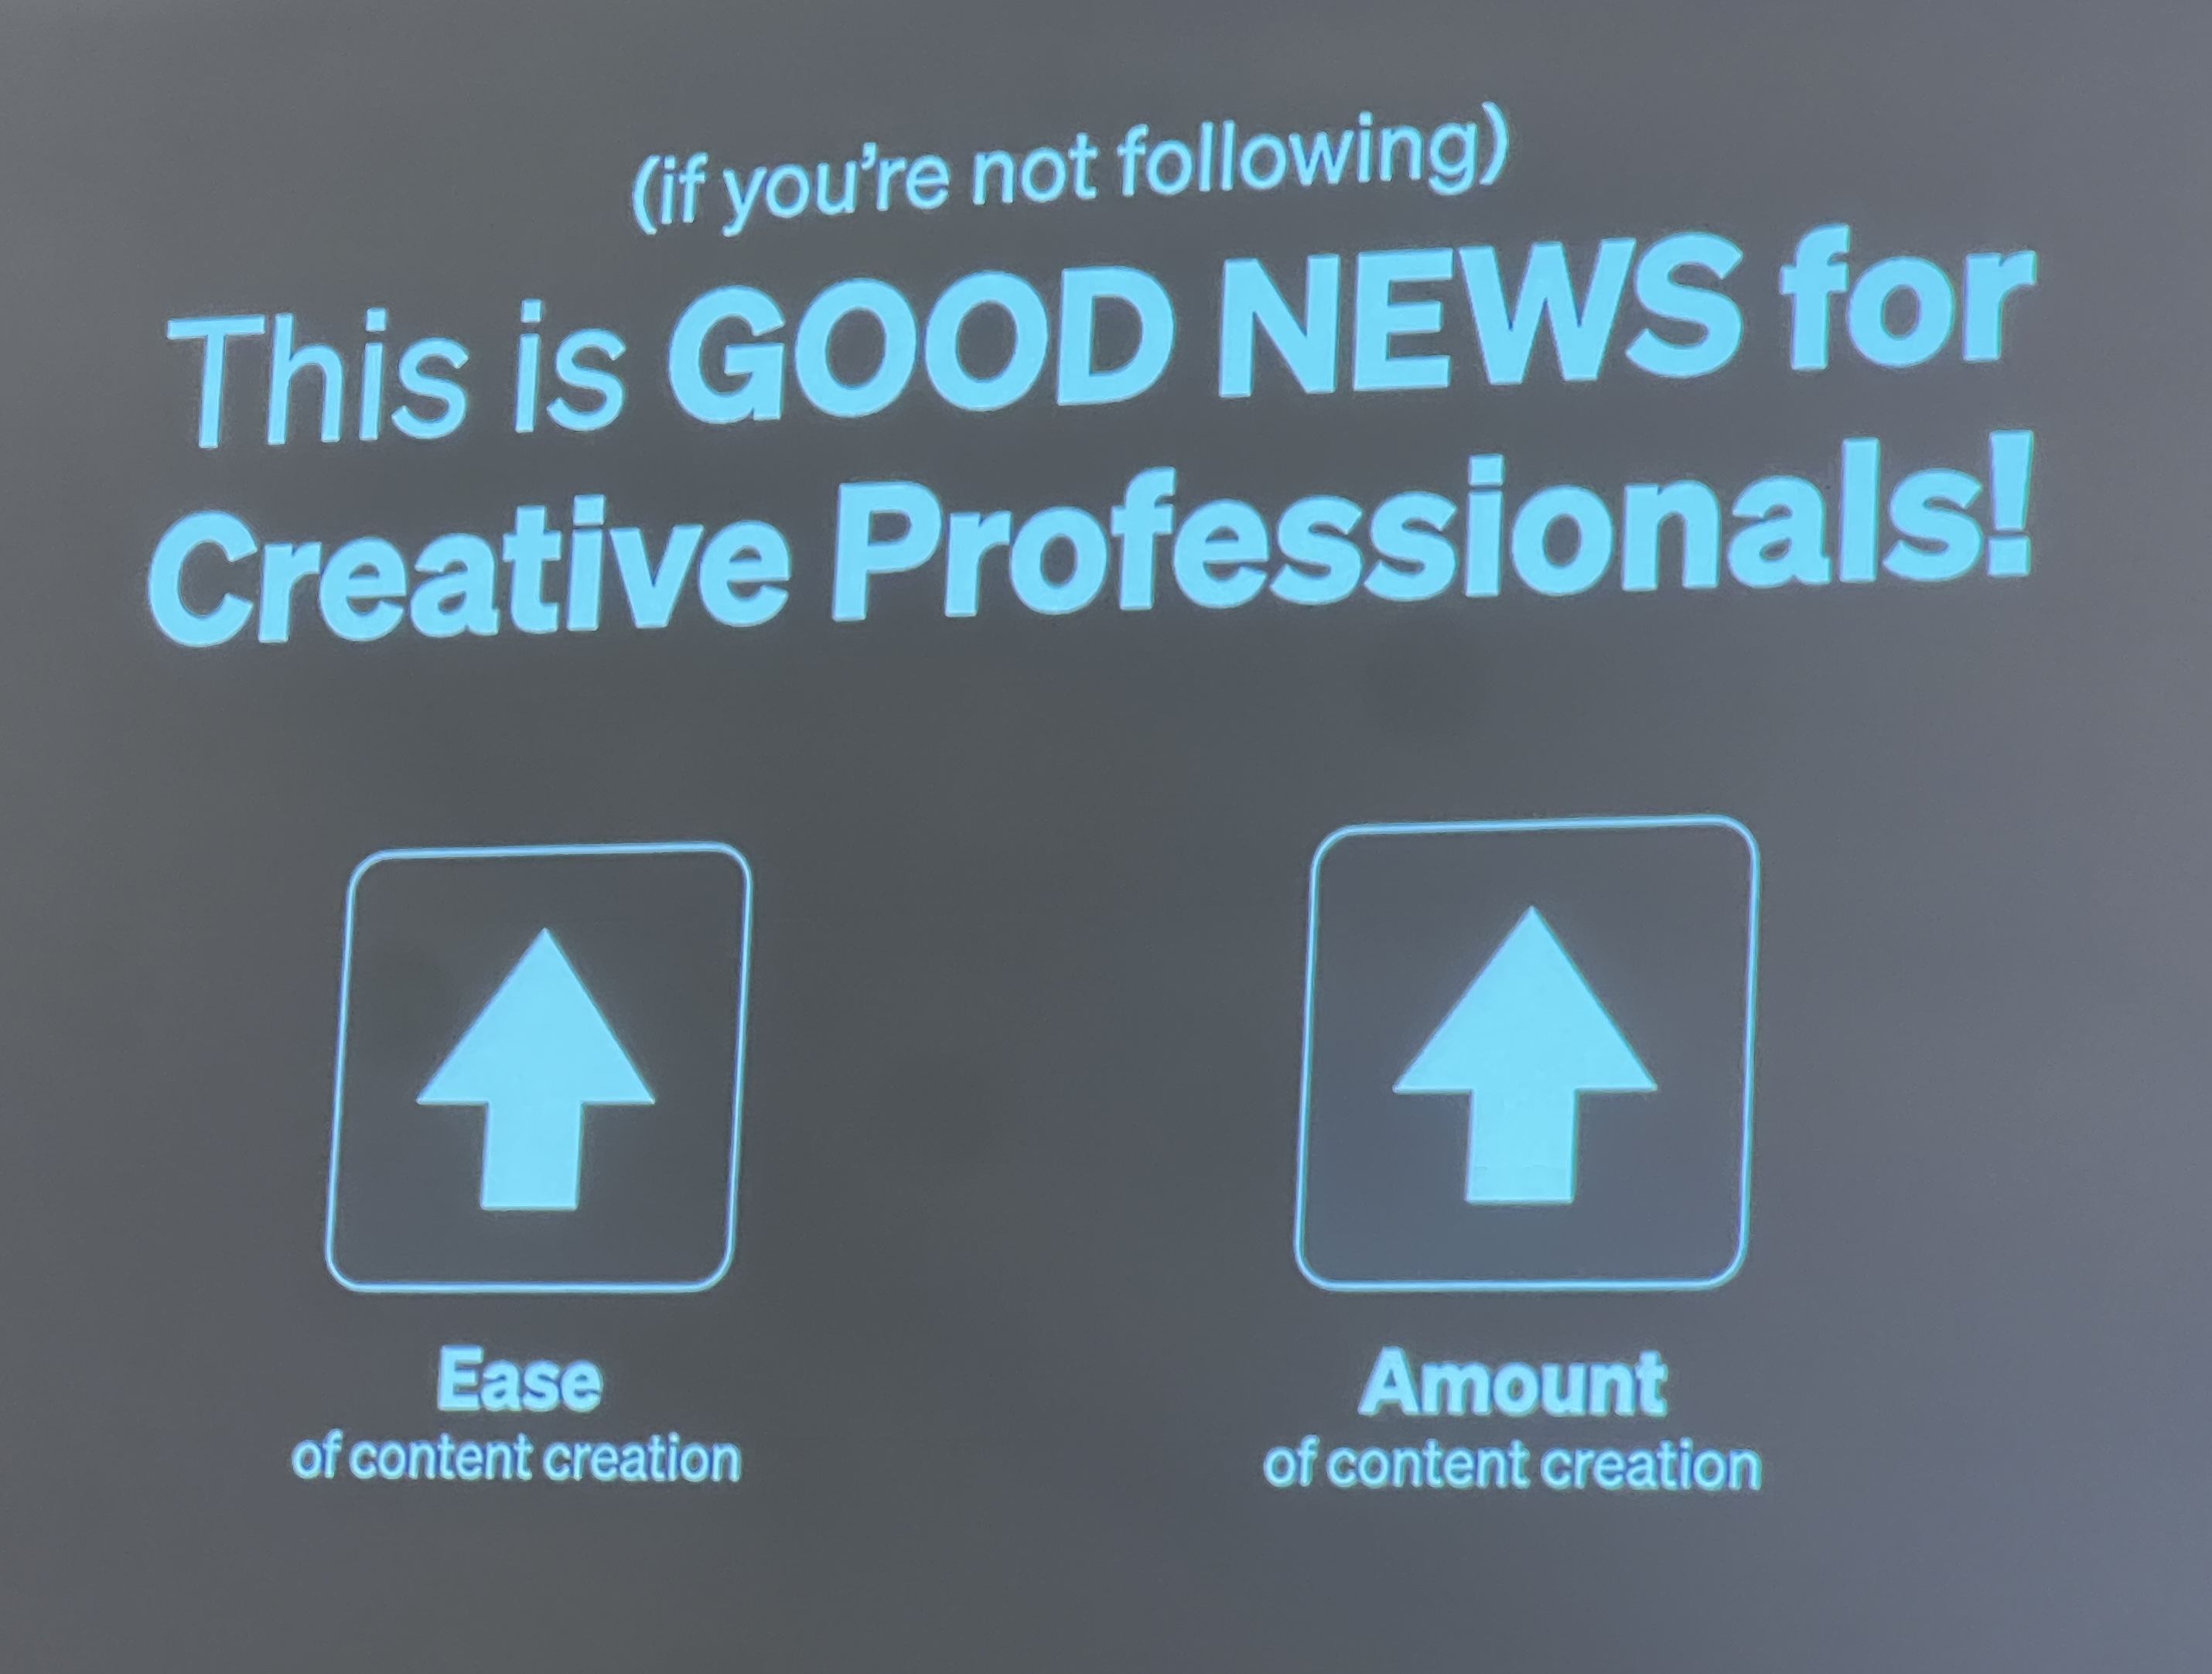 (if you're not following)
This is GOOD NEWS for
Creative Professionals!
Ease
of content creation
Amount
of content creation